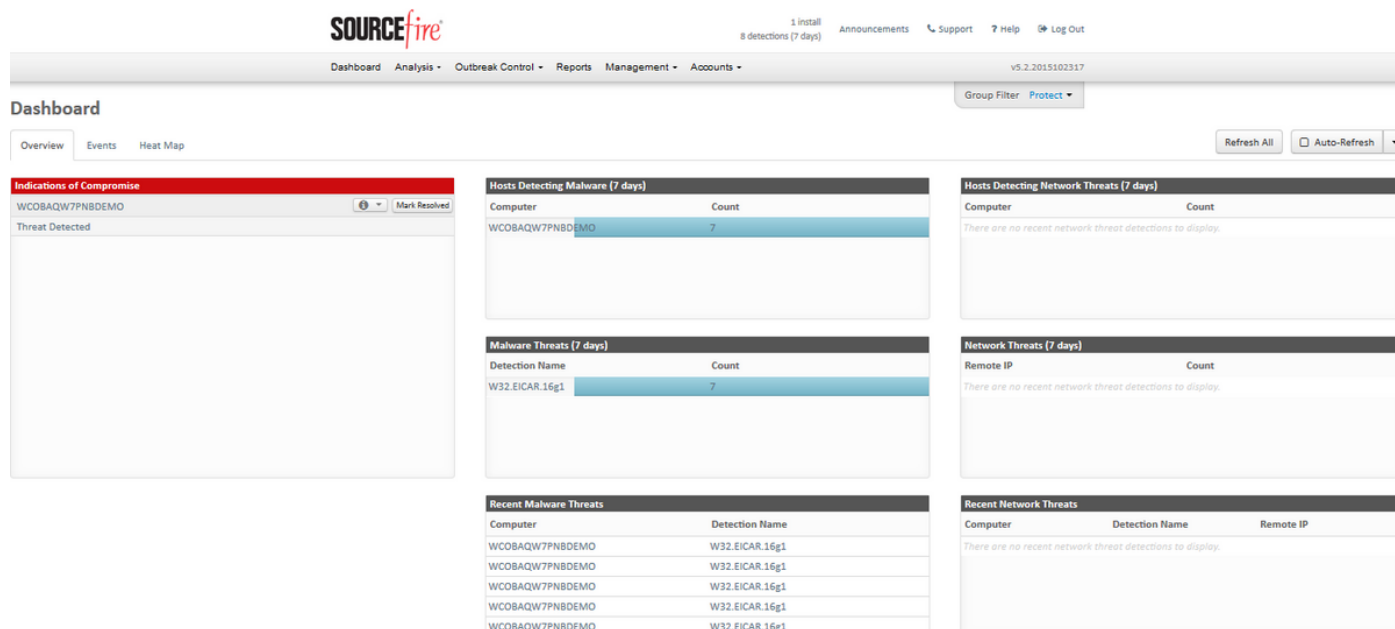 SOURCEfire®
1 install
8 detections (7 days)
Announcements
Support
? Help
Log Out
Dashboard Analysis Outbreak Control Reports Management Accounts
v5.2.2015102317
Group Filter Protect
Dashboard
Overview Events Heat Map
Refresh All
Auto-Refresh
Indications of Compromise
WCOBAQW7PNBDEMO
Mark Resolved
Threat Detected
Hosts Detecting Malware (7 days)
Computer Count
WCOBAQW7PNBDEMO 7
Hosts Detecting Network Threats (7 days)
Computer Count
There are no recent network threat detections to display.
Malware Threats (7 days)
Detection Name Count
W32.EICAR.16g1 7
Network Threats (7 days)
Remote IP Count
There are no recent network threat detections to display.
Recent Malware Threats
Computer Detection Name
WCOBAQW7PNBDEMO W32.EICAR.16g1
WCOBAQW7PNBDEMO W32.EICAR.16g1
WCOBAQW7PNBDEMO W32.EICAR.16g1
WCOBAQW7PNBDEMO W32.EICAR.16g1
WCOBAQW7PNBDEMO W32.EICAR.16g1
Recent Network Threats
Computer Detection Name Remote IP
There are no recent network threat detections to display.